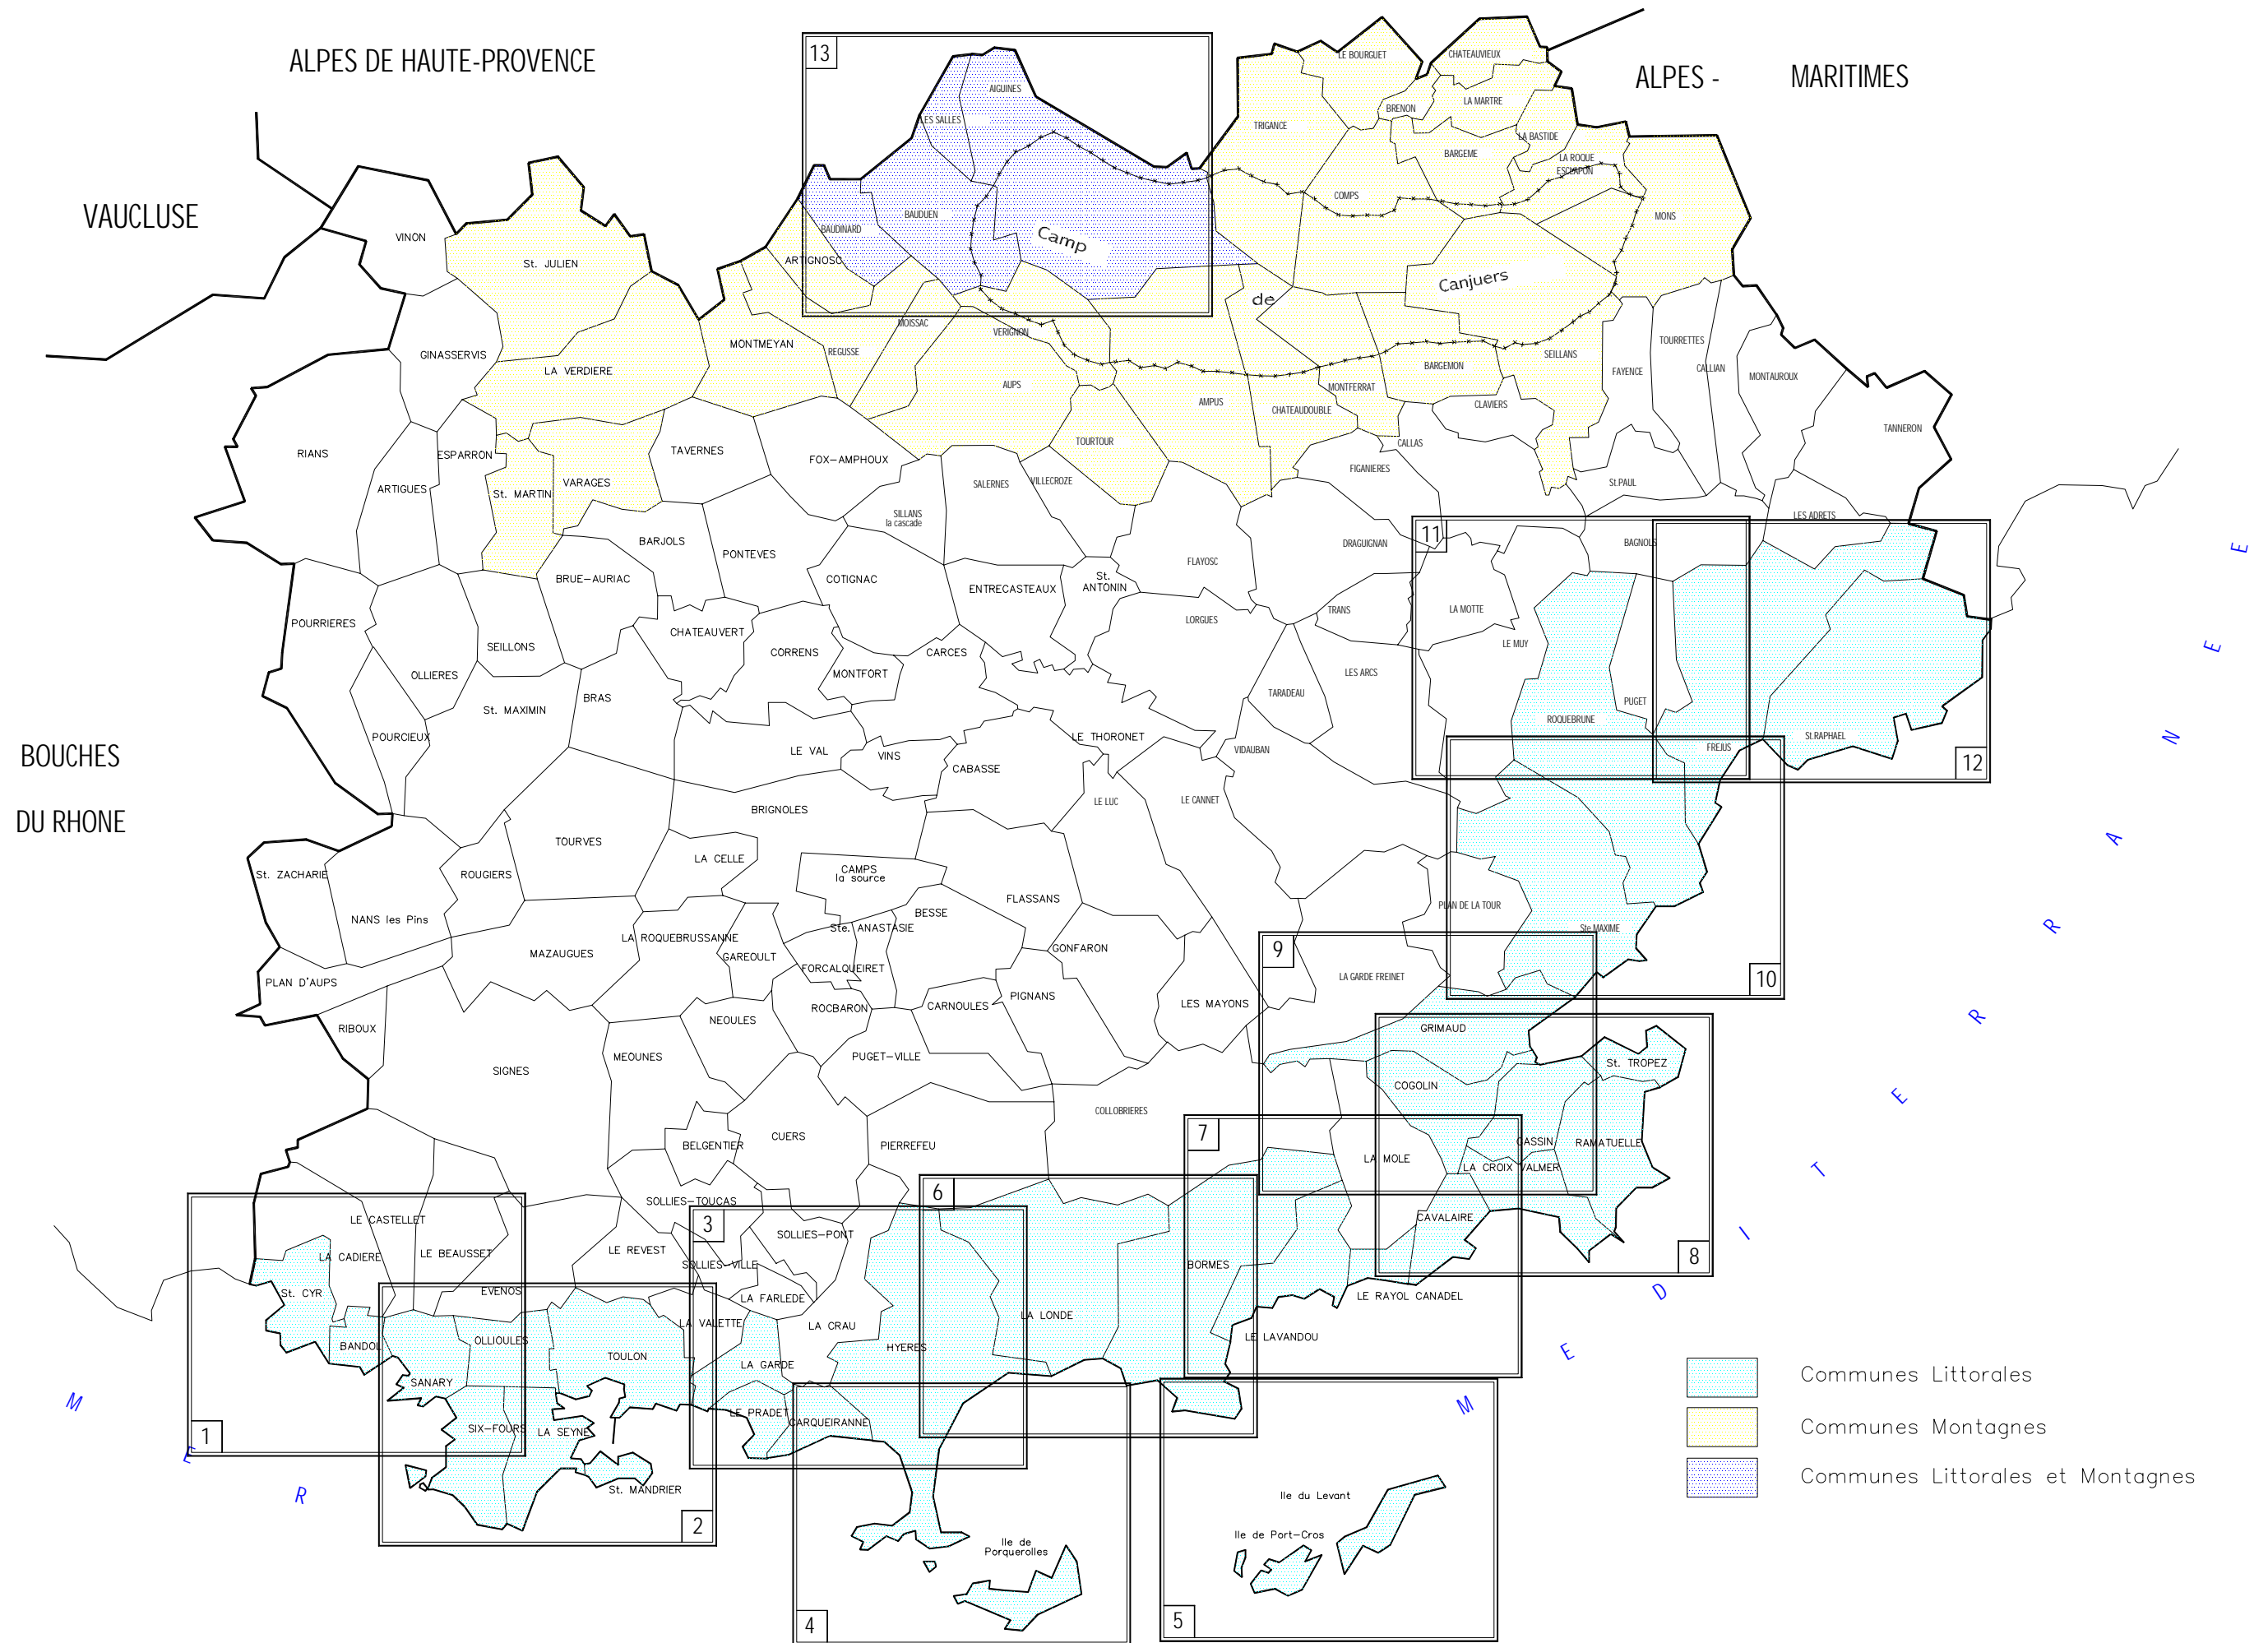 ALPES DE HAUTE-PROVENCE
ALPES -
MARITIMES
VAUCLUSE
BOUCHES
DU RHONE
13
LE BOURGUET
CHATEAUVIEUX
AIGUINES
LA MARTRE
BRENON
LES SALLES
TRIGANCE
LA BASTIDE
BARGEME
LA ROQUE
ESCLAPON
COMPS
BAUDUEN
MONS
BAUDINARD
VINON
Camp
ARTIGNOSC
St. JULIEN
Canjuers
de
MOISSAC
VERIGNON
MONTMEYAN
REGUSSE
GINASSERVIS
TOURRETTES
SEILLANS
LA VERDIERE
BARGEMON
FAYENCE
CALLIAN
MONTAUROUX
AUPS
MONTFERRAT
AMPUS
CHATEAUDOUBLE
CLAVIERS
TANNERON
TOURTOUR
CALLAS
RIANS
ESPARRON
TAVERNES
FOX-AMPHOUX
FIGANIERES
ARTIGUES
St. MARTIN
VARAGES
SALERNES
VILLECROZE
St.PAUL
SILLANS
la cascade
LES ADRETS
11
BARJOLS
PONTEVES
DRAGUIGNAN
BAGNOLS
FLAYOSC
BRUE-AURIAC
COTIGNAC
ENTRECASTEAUX
St.
ANTONIN
TRANS
LA MOTTE
POURRIERES
CHATEAUVERT
LORGUES
LE MUY
SEILLONS
CORRENS
CARCES
OLLIERES
MONTFORT
LES ARCS
TARADEAU
PUGET
BRAS
St. MAXIMIN
ROQUEBRUNE
POURCIEUX
LE THORONET
St.RAPHAEL
LE VAL
VINS
VIDAUBAN
FREJUS
12
CABASSE
LE LUC
LE CANNET
BRIGNOLES
TOURVES
LA CELLE
St. ZACHARIE
ROUGIERS
CAMPS
la source
FLASSANS
PLAN DE LA TOUR
NANS les Pins
BESSE
Ste. ANASTASIE
Ste MAXIME
LA ROQUEBRUSSANNE
GONFARON
9
MAZAUGUES
GAREOULT
FORCALQUEIRET
LA GARDE FREINET
10
PLAN D'AUPS
ROCBARON
CARNOULES
PIGNANS
LES MAYONS
NEOULES
RIBOUX
GRIMAUD
MEOUNES
PUGET-VILLE
St. TROPEZ
SIGNES
COGOLIN
COLLOBRIERES
CUERS
7
BELGENTIER
PIERREFEU
GASSIN
RAMATUELLE
LA MOLE
LA CROIX VALMER
6
SOLLIES-TOUCAS
LE CASTELLET
3
CAVALAIRE
SOLLIES-PONT
LA CADIERE
LE BEAUSSET
LE REVEST
8
SOLLIES-VILLE
BORMES
St. CYR
EVENOS
LA FARLEDE
LE RAYOL CANADEL
LA VALETTE
LA CRAU
LA LONDE
LE LAVANDOU
BANDOL
OLLIOULES
HYERES
TOULON
LA GARDE
SANARY
LE PRADET
CARQUEIRANNE
SIX-FOURS
LA SEYNE
1
St. MANDRIER
2
Ile du Levant
Ile de Port-Cros
Ile de
Porquerolles
4
5
M E R M E D I T E R R A N E E
Communes Littorales
Communes Montagnes
Communes Littorales et Montagnes